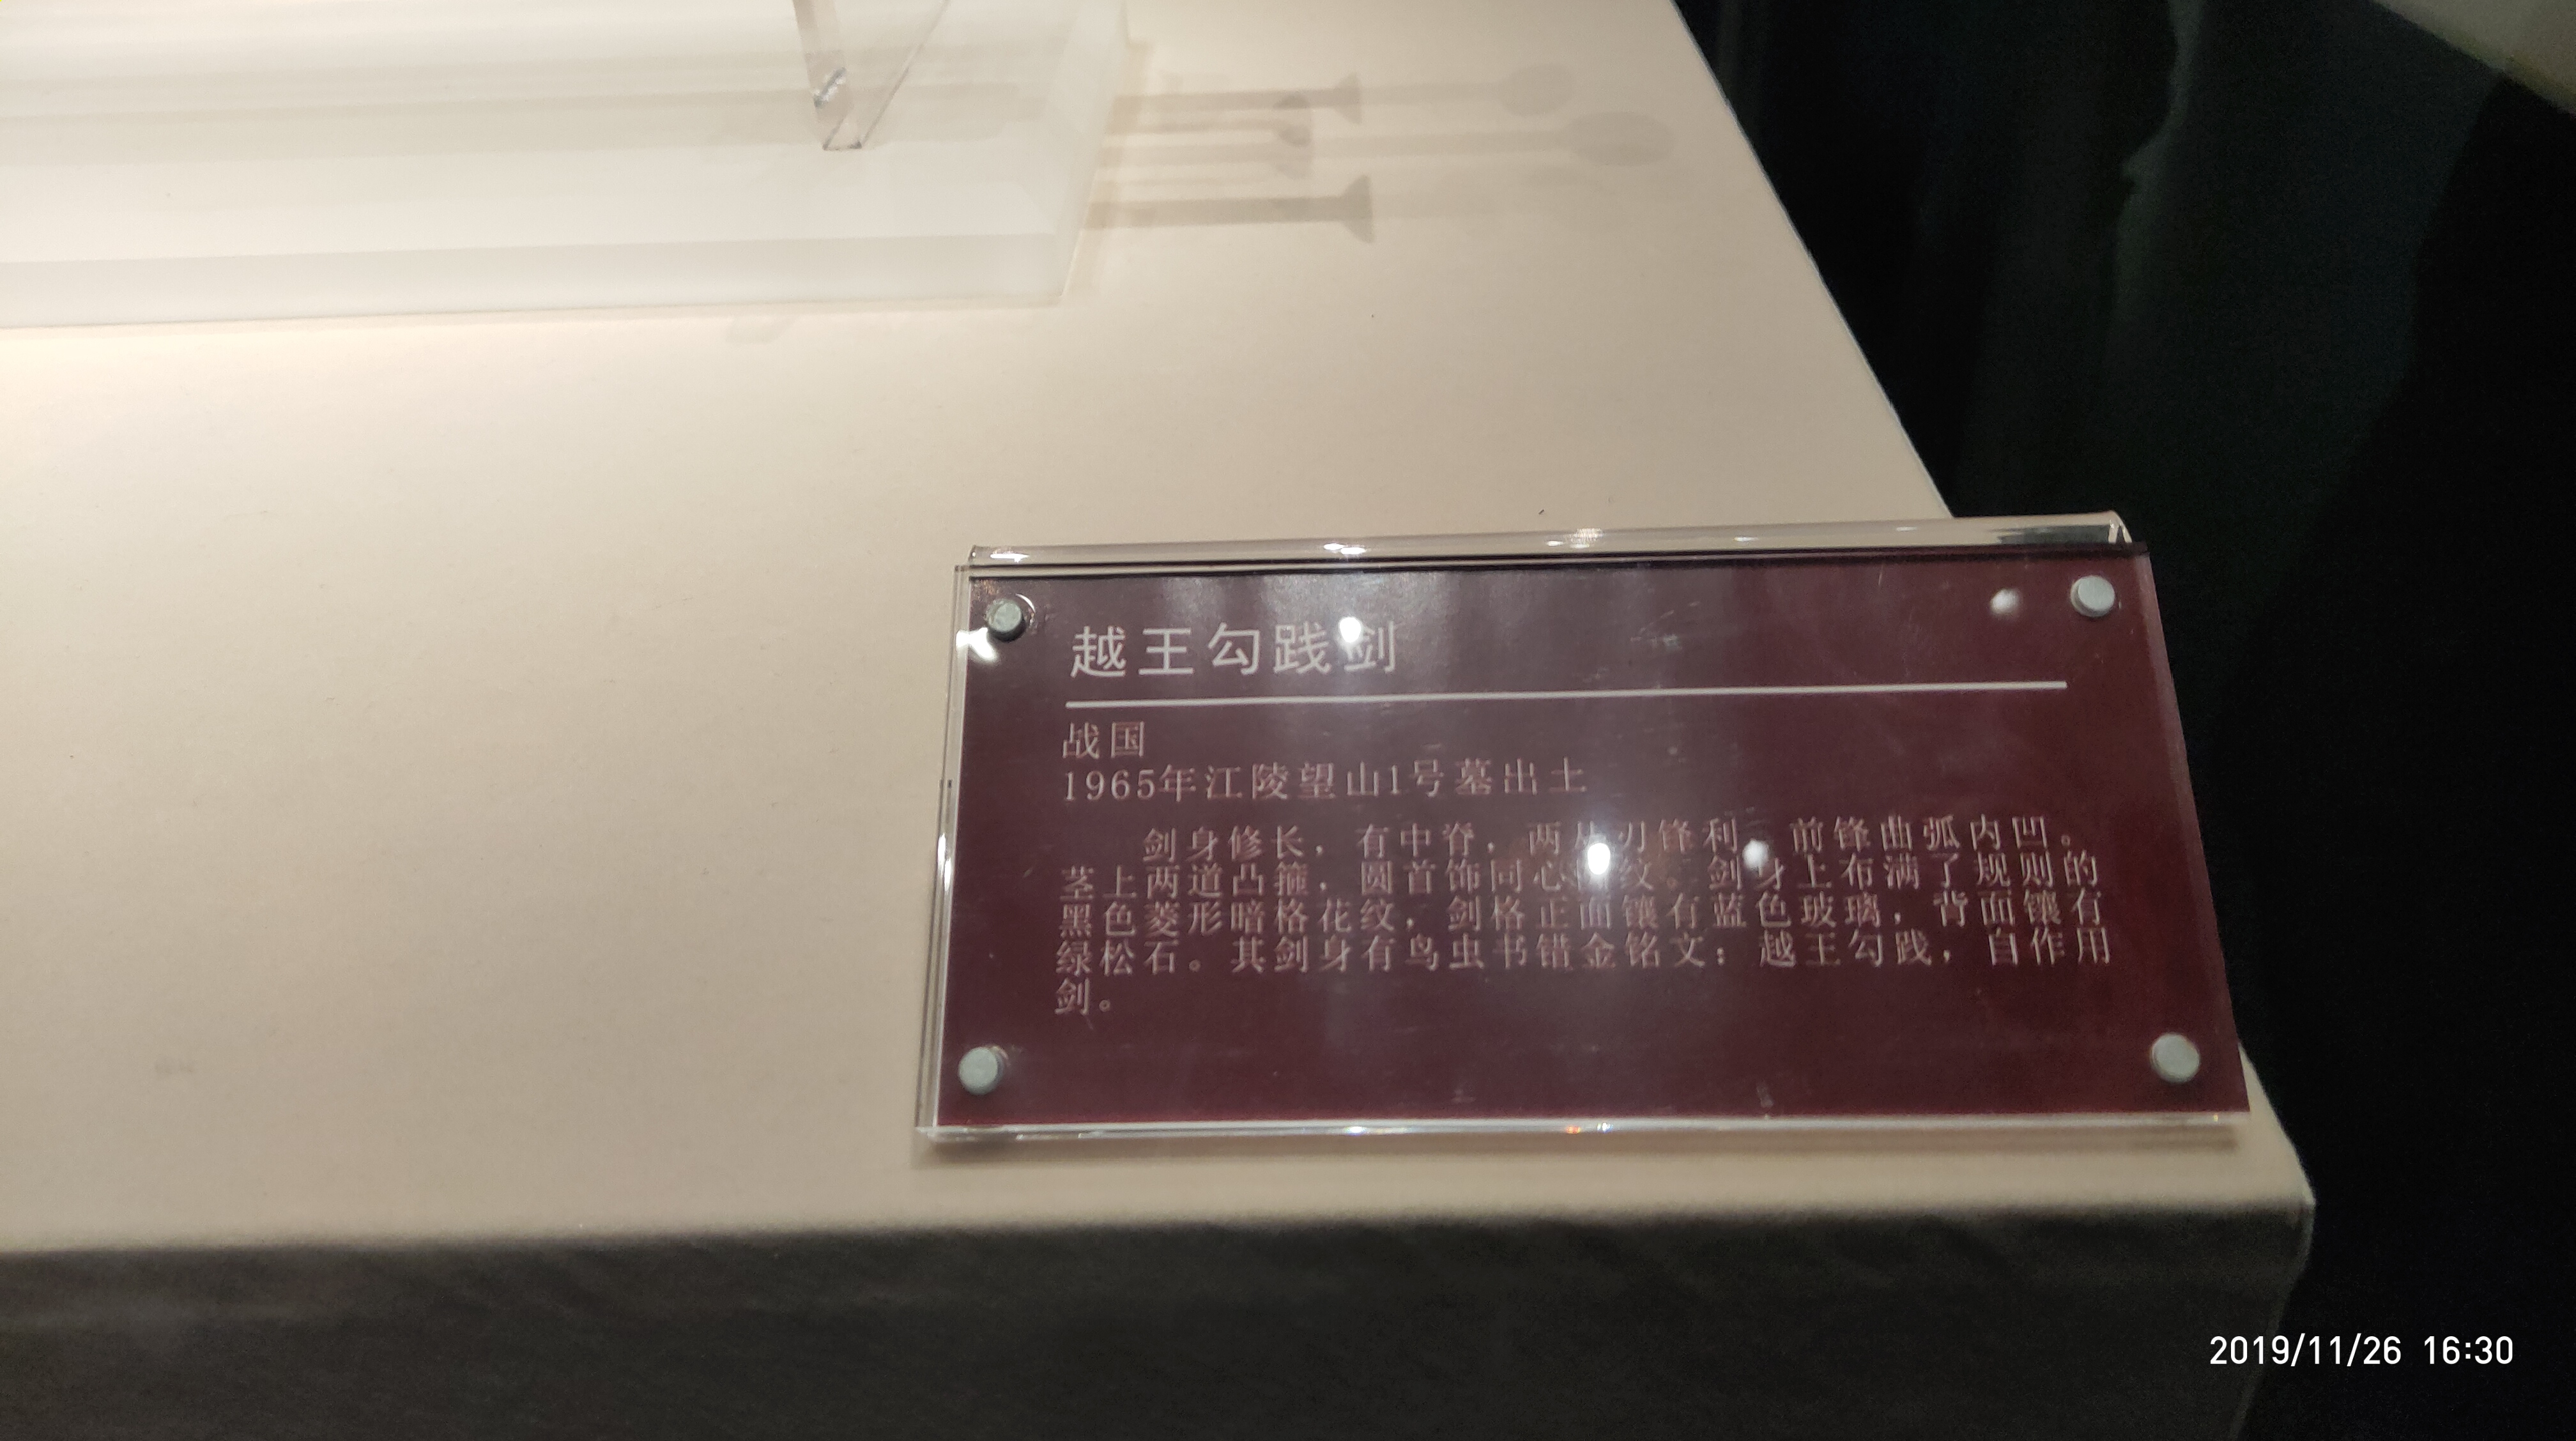 越王勾践剑
战国
1965年江陵望山1号墓出土
剑身修长，有中脊，两从刃锋利，前锋曲弧内凹。
茎上两道凸箍，圆首饰同心圆纹。剑身上布满了规则的
黑色菱形暗格花纹，剑格正面镶有蓝色玻璃，背面镶有
绿松石。其剑身有鸟虫书错金铭文：越王勾践，自作用
剑。
2019/11/26 16:30